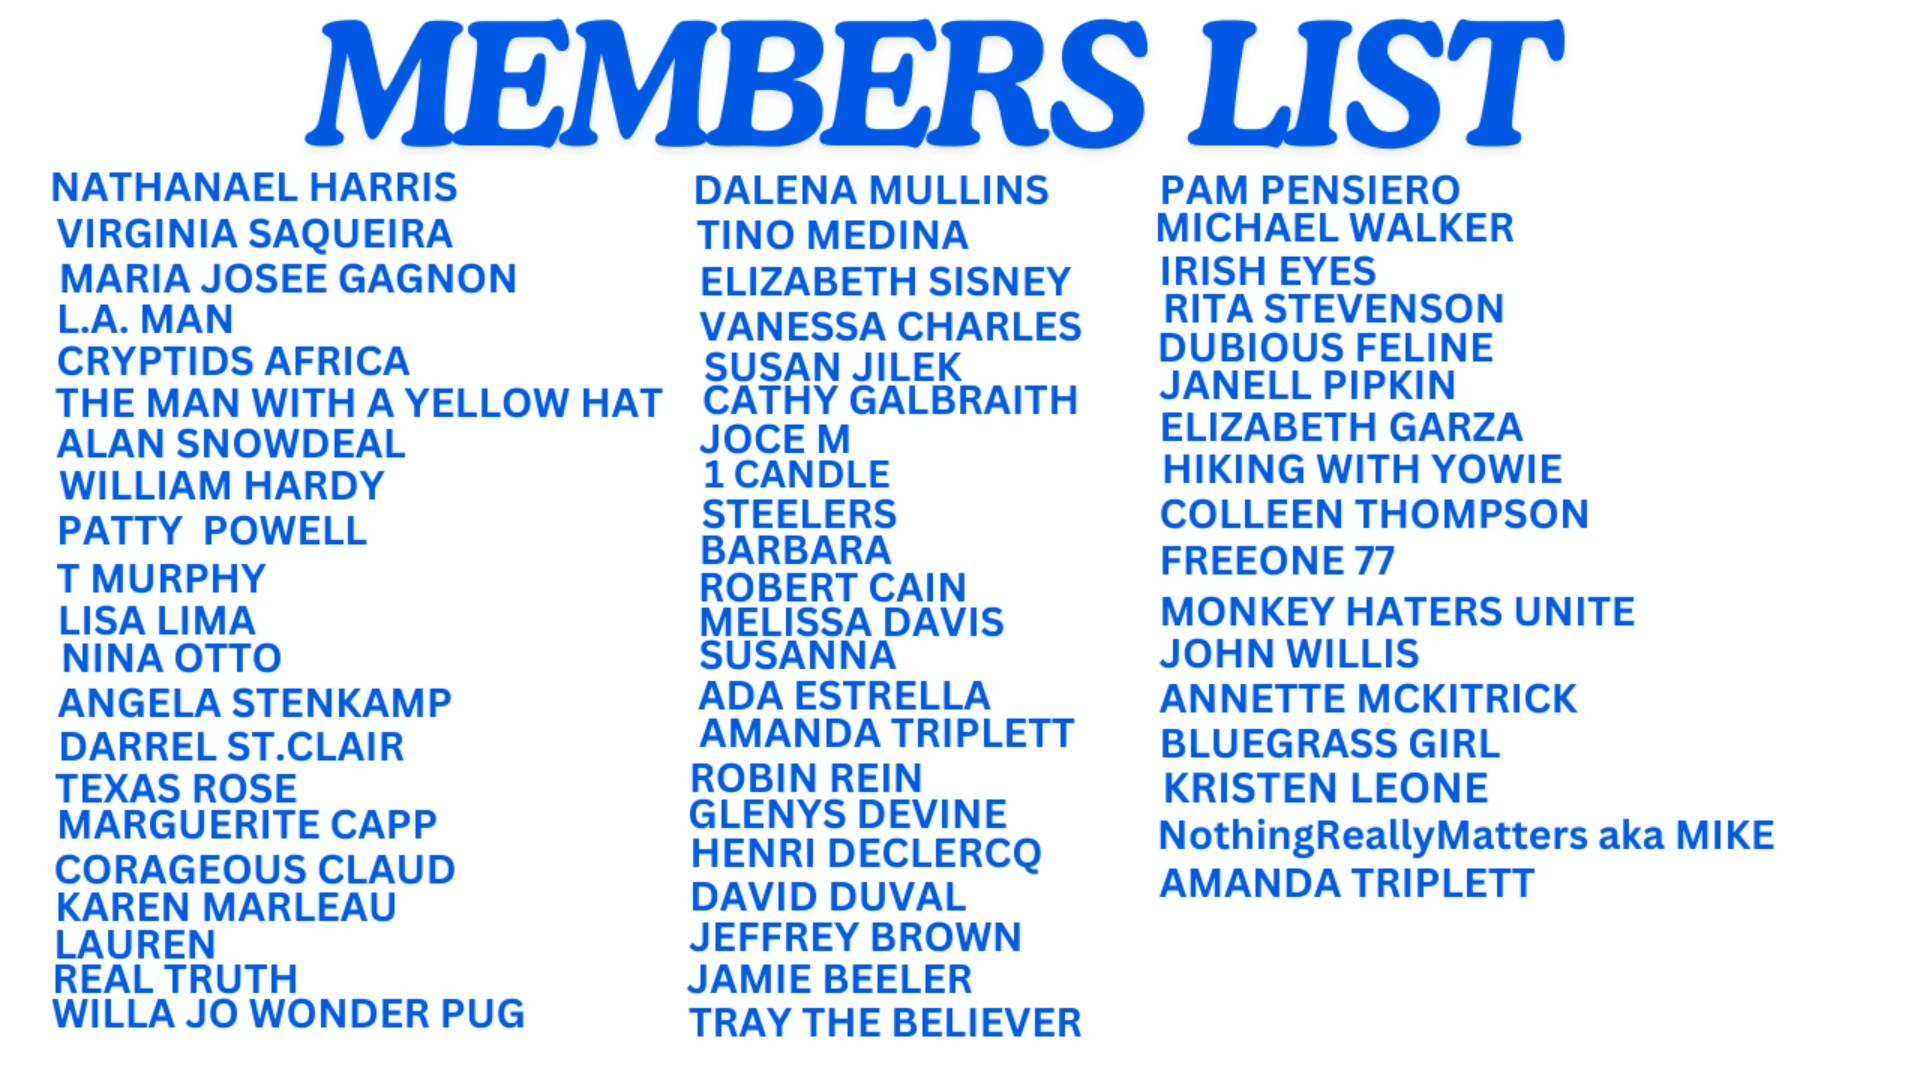 MEMBERS LIST
NATHANAEL HARRIS
VIRGINIA SAQUEIRA
MARIA JOSEE GAGNON
L.A. MAN
CRYPTIDS AFRICA
THE MAN WITH A YELLOW HAT
ALAN SNOWDEAL
WILLIAM HARDY
PATTY POWELL
T MURPHY
LISA LIMA
NINA OTTO
ANGELA STENKAMP
DARREL ST.CLAIR
TEXAS ROSE
MARGUERITE CAPP
CORAGEOUS CLAUD
KAREN MARLEAU
LAUREN
REAL TRUTH
WILLA JO WONDER PUG
DALENA MULLINS
TINO MEDINA
ELIZABETH SISNEY
VANESSA CHARLES
SUSAN JILEK
CATHY GALBRAITH
JOCE M
1 CANDLE
STEELERS
BARBARA
ROBERT CAIN
MELISSA DAVIS
SUSANNA
ADA ESTRELLA
AMANDA TRIPLETT
ROBIN REIN
GLENYS DEVINE
HENRI DECLERCQ
DAVID DUVAL
JEFFREY BROWN
JAMIE BEELER
TRAY THE BELIEVER
PAM PENSIERO
MICHAEL WALKER
IRISH EYES
RITA STEVENSON
DUBIOUS FELINE
JANELL PIPKIN
ELIZABETH GARZA
HIKING WITH YOWIE
COLLEEN THOMPSON
FREEONE 77
MONKEY HATERS UNITE
JOHN WILLIS
ANNETTE MCKITRICK
BLUEGRASS GIRL
KRISTEN LEONE
NothingReallyMatters aka MIKE
AMANDA TRIPLETT